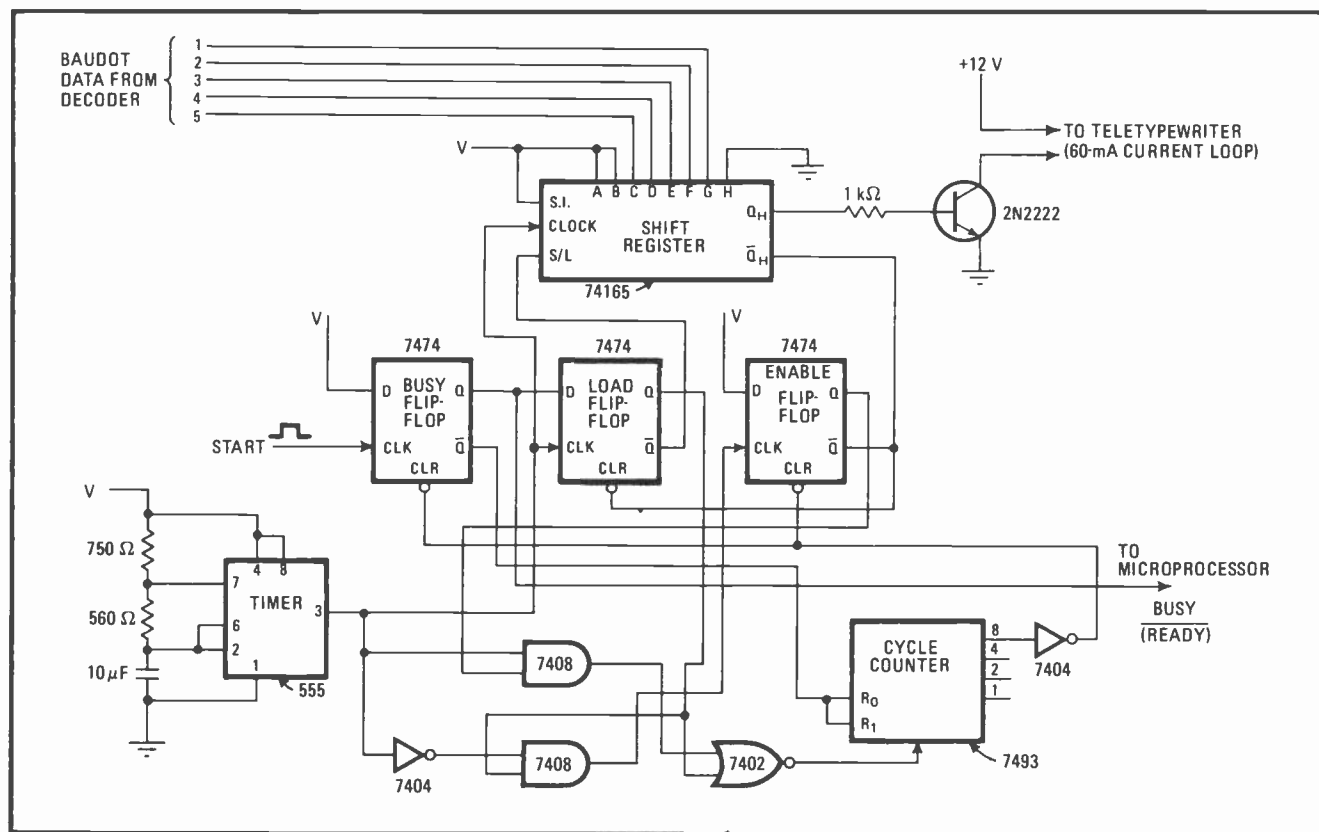 BAUDOT
DATA FROM
DECODER
1
2
3
4
5
+12 V
TO TELETYPEWRITER
(60-mA CURRENT LOOP)
V
A B C D E F G H
S.I.
CLOCK
S/L
SHIFT
REGISTER
Q_H
Q̅_H
1 kΩ
2N2222
74165
V
7474
D
BUSY
FLIP-
FLOP
Q
Q̅
CLK
CLR
START
7474
D
LOAD
FLIP-
FLOP
Q
Q̅
CLK
CLR
V
7474
ENABLE
D
FLIP-
FLOP
Q
Q̅
CLK
CLR
V
750 Ω
560 Ω
10 μF
4 8
7
TIMER
3
6
2
1
555
7408
7404
7408
7402
TO
MICROPROCESSOR
BUSY
(READY)
CYCLE
COUNTER
8
4
2
1
R₀
R₁
7404
7493